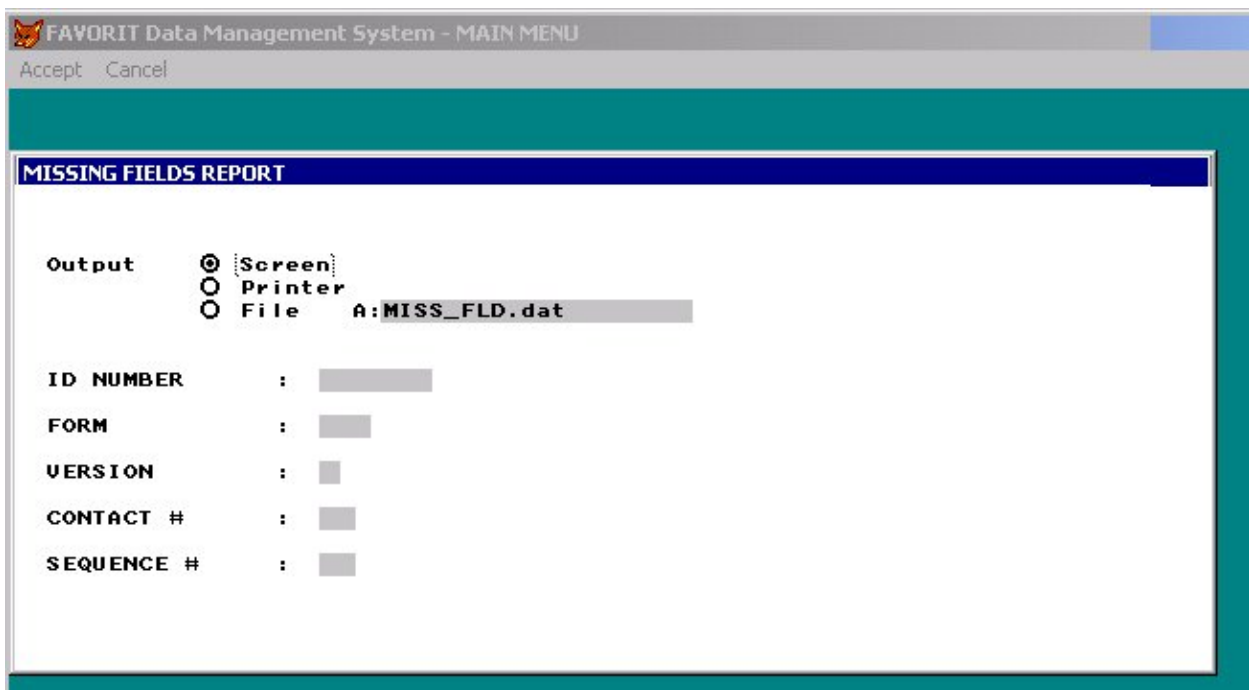 FAVORIT Data Management System - MAIN MENU
Accept Cancel
MISSING FIELDS REPORT
Output Screen
Printer
File A:MISS_FLD.dat
ID NUMBER :
FORM :
VERSION :
CONTACT # :
SEQUENCE # :